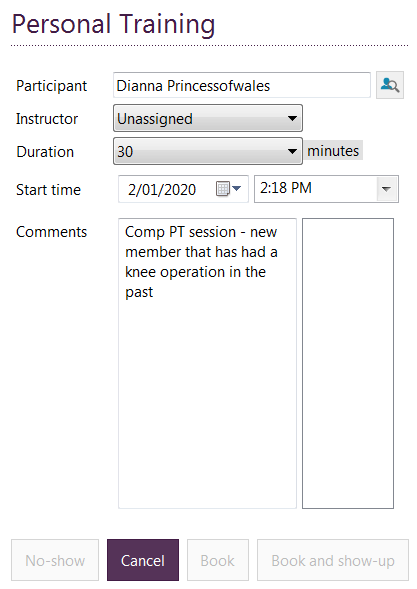 Personal Training
Participant Dianna Princessofwales
Instructor Unassigned
Duration 30 minutes
Start time 2/01/2020 2:18 PM
Comments Comp PT session - new
member that has had a
knee operation in the
past
No-show Cancel Book Book and show-up